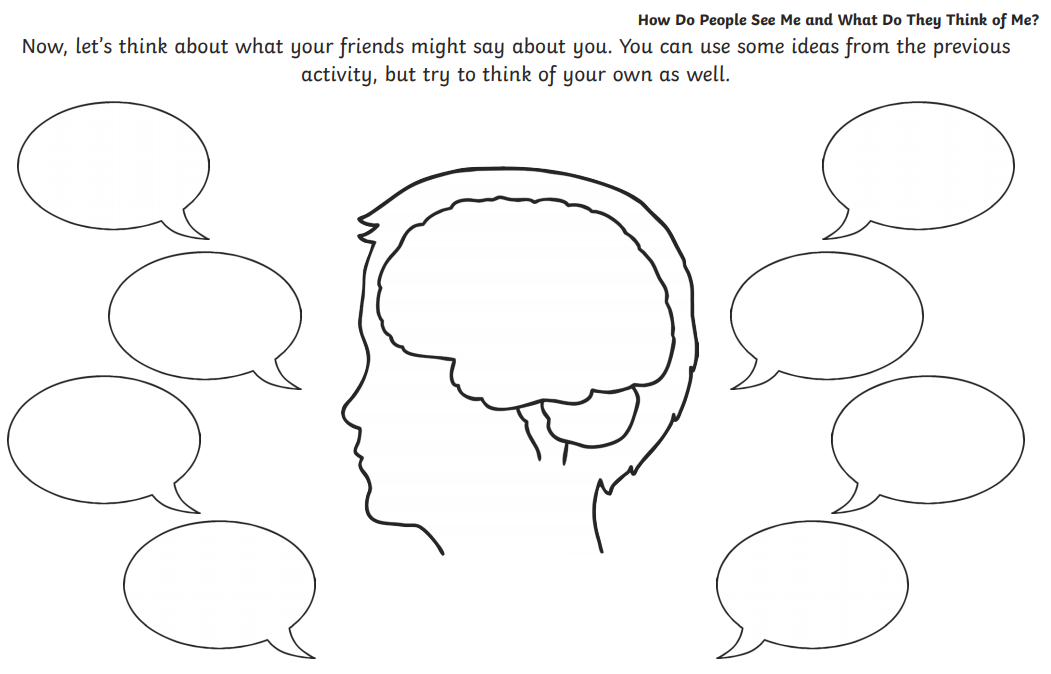 How Do People See Me and What Do They Think of Me?
Now, let's think about what your friends might say about you. You can use some ideas from the previous
activity, but try to think of your own as well.